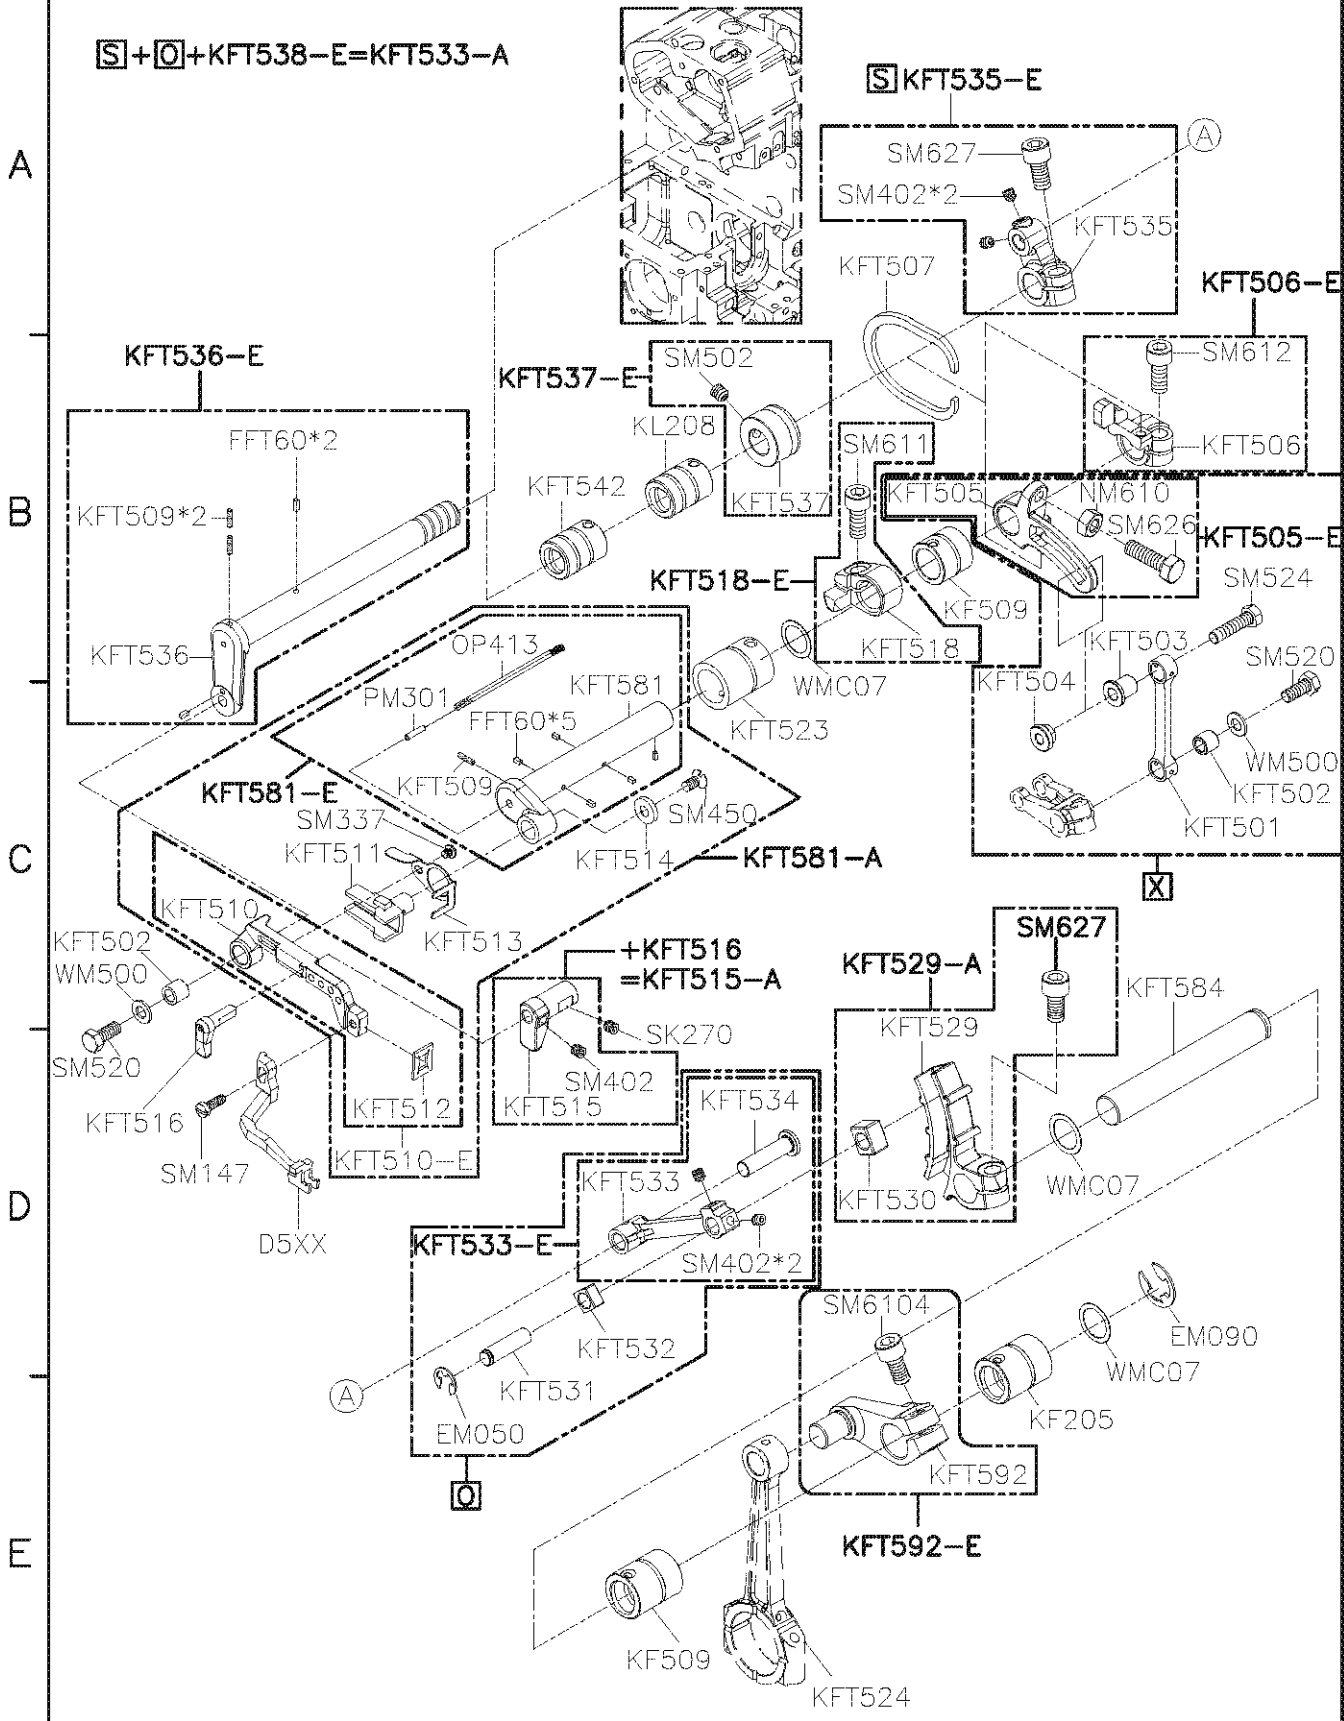 S+O+KFT538-E=KFT533-A
S KFT535-E
A
SM627
A
SM402*2
KFT535
KFT507
KFT506-E
KFT536-E
SM502
SM612
KFT537-E
FFT60*2
KL208
SM611
KFT506
B
KFT509*2
KFT542
KFT537
KFT505
NM610
SM626
KFT505-E
KFT518-E
SM524
KF509
OP413
KFT518
KFT503
KFT536
SM520
PM301
KFT581
WMC07
KFT504
FFT60*5
KFT523
WM500
KFT509
KFT581-E
KFT502
SM337
SM450
KFT501
KFT511
KFT514
KFT581-A
C
X
KFT510
SM627
KFT502
KFT513
+KFT516
=KFT515-A
KFT529-A
WM500
KFT584
KFT529
SK270
SM520
SM402
KFT515
KFT534
KFT512
KFT516
KFT510-E
SM147
KFT533
KFT530
WMC07
D
D5XX
KFT533-E
SM402*2
SM6104
KFT532
EM090
WMC07
A
KFT531
KF205
EM050
KFT592
O
KFT592-E
E
KF509
KFT524